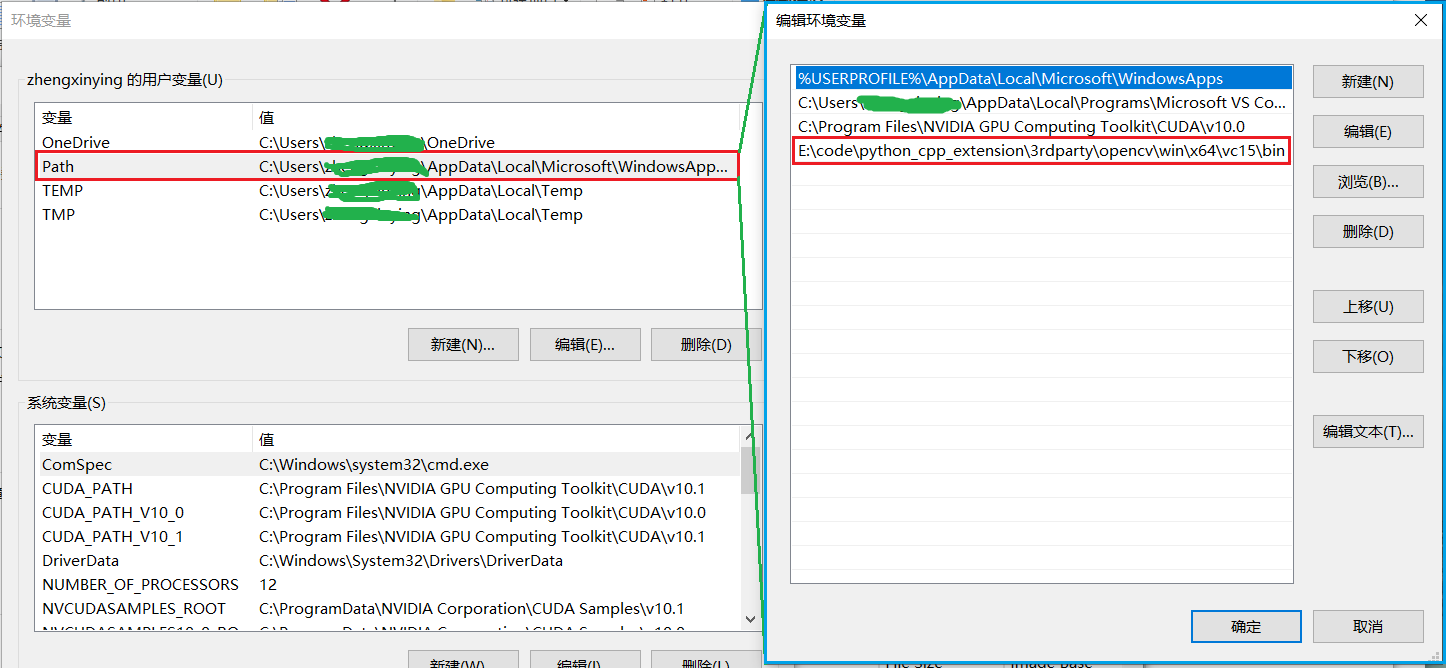 环境变量
zhengxinying 的用户变量(U)
变量 值
OneDrive C:\Users\ \OneDrive
Path C:\Users\ \AppData\Local\Microsoft\WindowsApp...
TEMP C:\Users\ \AppData\Local\Temp
TMP C:\Users\ \AppData\Local\Temp
新建(N)... 编辑(E)... 删除(D)
系统变量(S)
变量 值
ComSpec C:\Windows\system32\cmd.exe
CUDA_PATH C:\Program Files\NVIDIA GPU Computing Toolkit\CUDA\v10.1
CUDA_PATH_V10_0 C:\Program Files\NVIDIA GPU Computing Toolkit\CUDA\v10.0
CUDA_PATH_V10_1 C:\Program Files\NVIDIA GPU Computing Toolkit\CUDA\v10.1
DriverData C:\Windows\System32\Drivers\DriverData
NUMBER_OF_PROCESSORS 12
NVCUDASAMPLES_ROOT C:\ProgramData\NVIDIA Corporation\CUDA Samples\v10.1
新建(W)... 编辑(I)... 删除(L)
编辑环境变量
%USERPROFILE%\AppData\Local\Microsoft\WindowsApps
C:\Users \AppData\Local\Programs\Microsoft VS Co...
C:\Program Files\NVIDIA GPU Computing Toolkit\CUDA\v10.0
E:\code\python_cpp_extension\3rdparty\opencv\win\x64\vc15\bin
新建(N)
编辑(E)
浏览(B)...
删除(D)
上移(U)
下移(O)
编辑文本(T)...
确定 取消